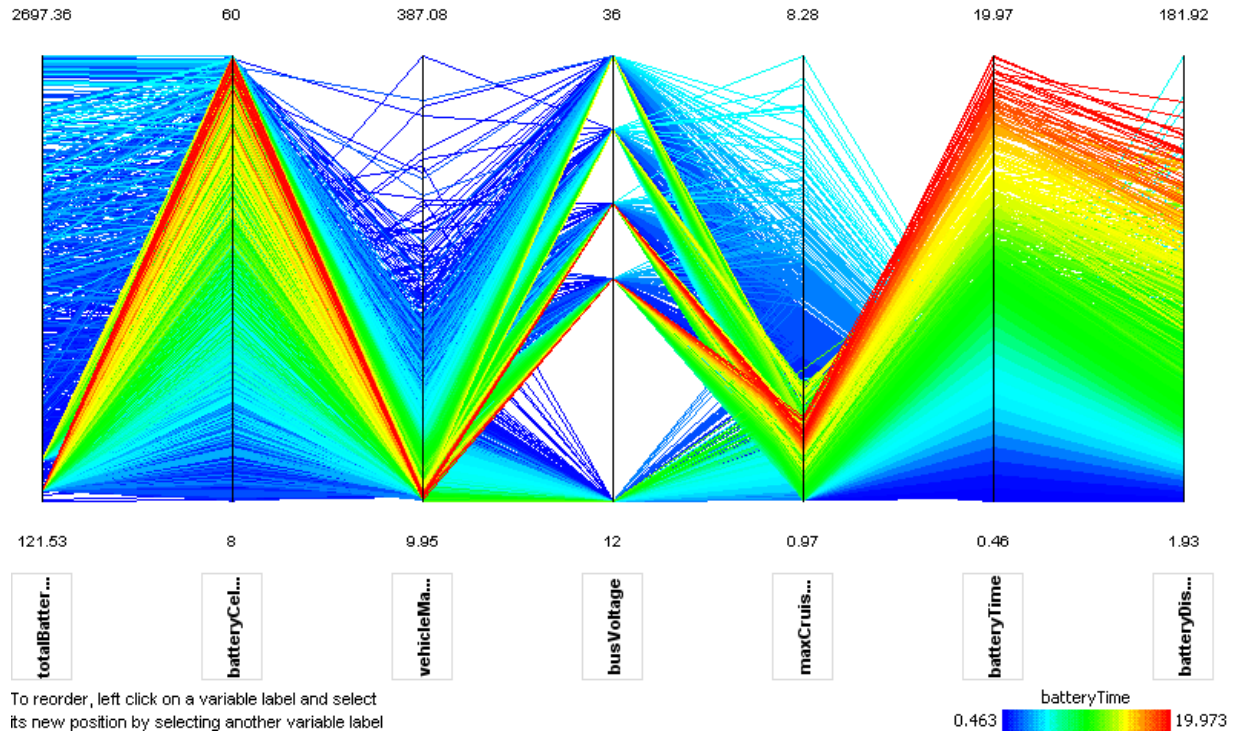 2697.36 60 387.08 36 8.28 19.97 181.92
121.53 8 9.95 12 0.97 0.46 1.93
totalBatter...
batteryCel...
vehicleMa...
busVoltage
maxCruis...
batteryTime
batteryDis...
To reorder, left click on a variable label and select
its new position by selecting another variable label
batteryTime
0.463 19.973